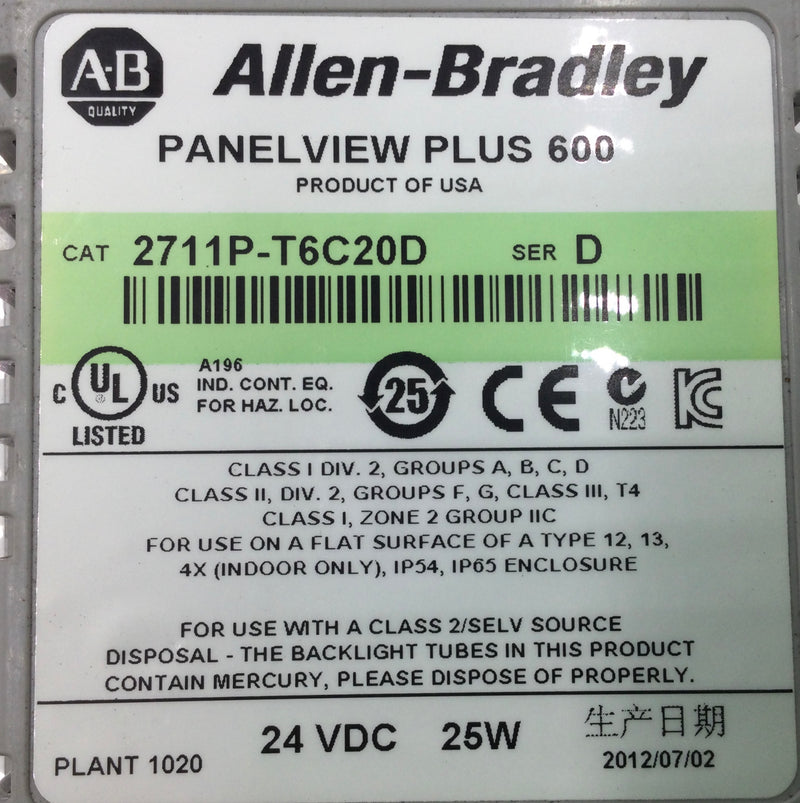 A·B
QUALITY
Allen-Bradley
PANELVIEW PLUS 600
PRODUCT OF USA
CAT 2711P-T6C20D SER D
C UL US
LISTED
A196
IND. CONT. EQ.
FOR HAZ. LOC.
25
CE
N223
KC
CLASS I DIV. 2, GROUPS A, B, C, D
CLASS II, DIV. 2, GROUPS F, G, CLASS III, T4
CLASS I, ZONE 2 GROUP IIC
FOR USE ON A FLAT SURFACE OF A TYPE 12, 13,
4X (INDOOR ONLY), IP54, IP65 ENCLOSURE
FOR USE WITH A CLASS 2/SELV SOURCE
DISPOSAL - THE BACKLIGHT TUBES IN THIS PRODUCT
CONTAIN MERCURY, PLEASE DISPOSE OF PROPERLY.
PLANT 1020
24 VDC 25W
生产日期
2012/07/02